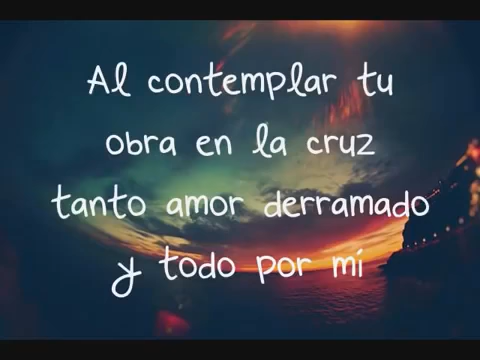 Al contemplar tu
obra en la cruz
tanto amor derramado
y todo por mí